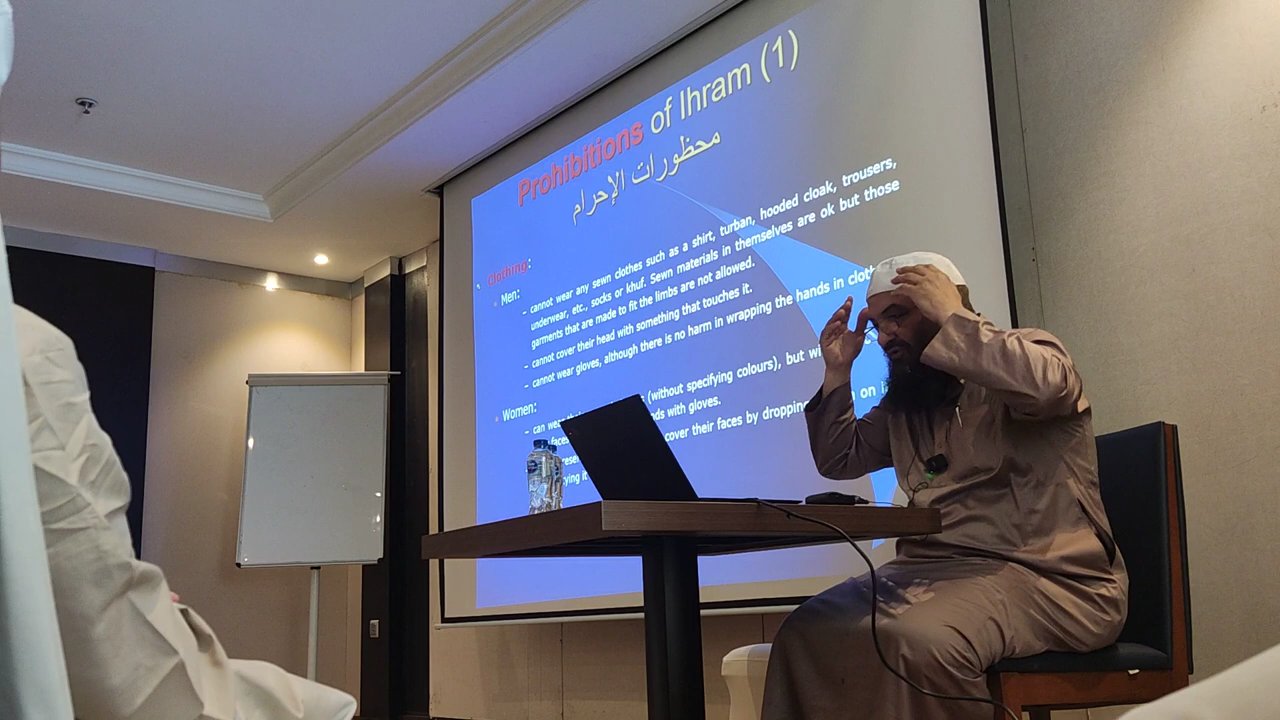 Prohibitions of Ihram (1)
محظورات الإحرام
Clothing:
Men:
– cannot wear any sewn clothes such as a shirt, turban, hooded cloak, trousers,
underwear, etc., socks or khuf. Sewn materials in themselves are ok but those
garments that are made to fit the limbs are not allowed.
– cannot cover their head with something that touches it.
– cannot wear gloves, although there is no harm in wrapping the hands in
Women:
– can (without specifying colours), but
with gloves.
cover their faces by dropping on